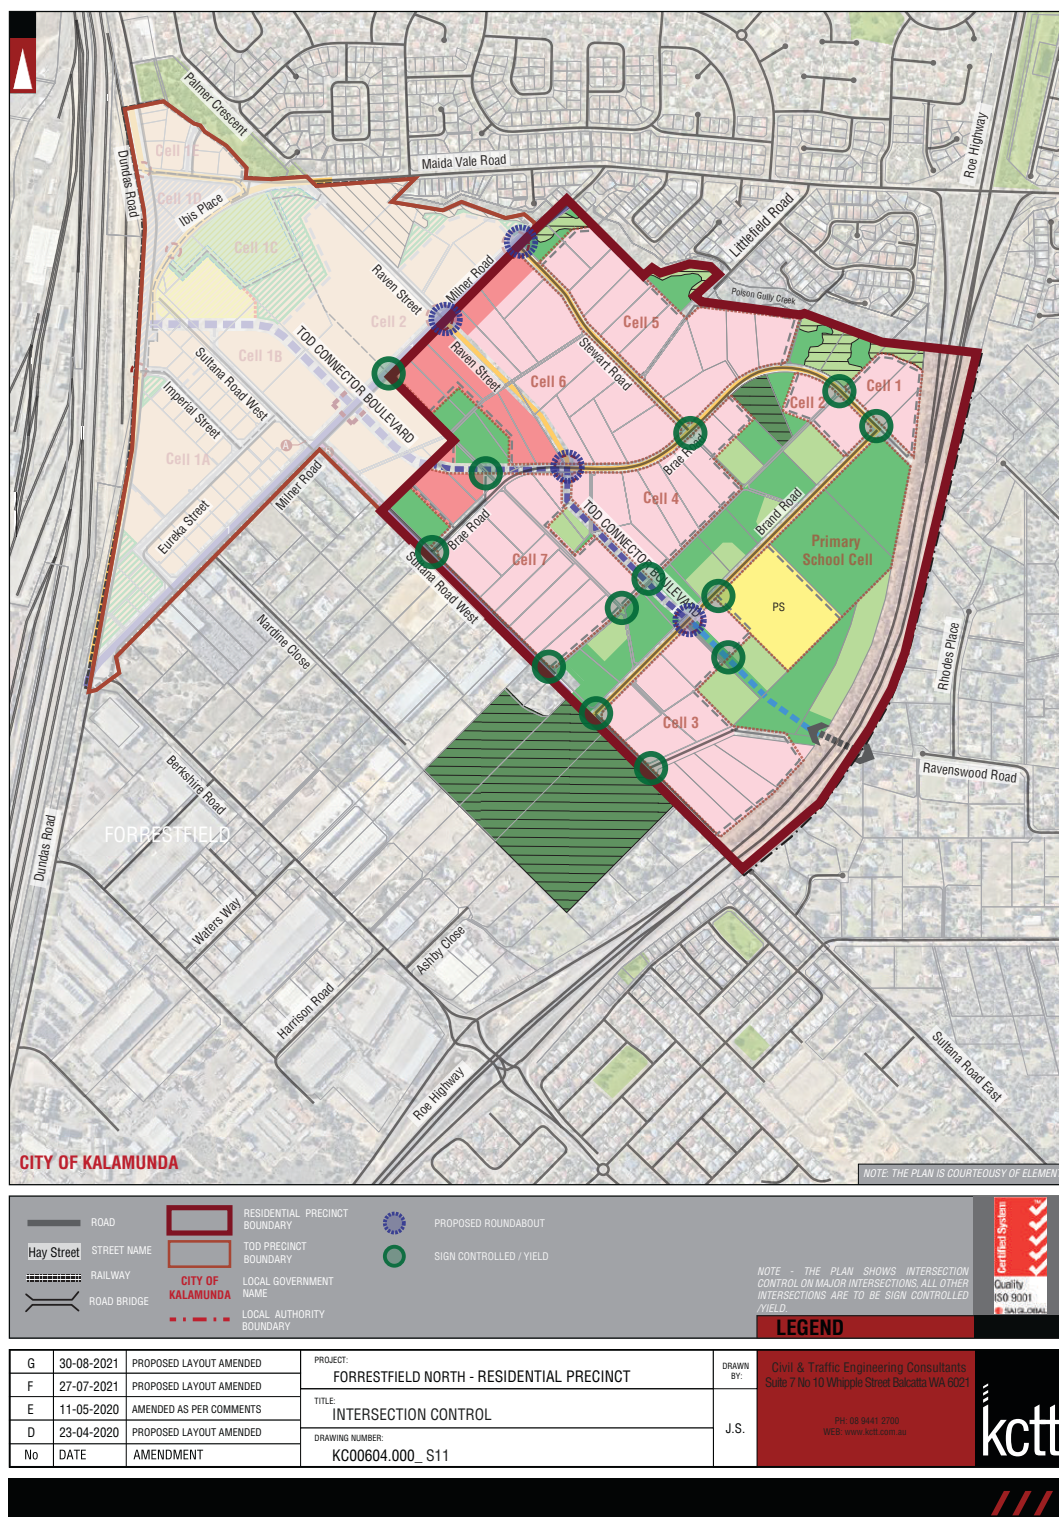 Palmer Crescent
Roe Highway
Maida Vale Road
Cell 1E
Dundas Road
Cell 1D
Ibis Place
Littlefield Road
Cell 1C
Raven Street
Milner Road
Polson Gully Creek
Cell 2
Cell 5
TOD CONNECTOR BOULEVARD
Stewart Road
Sultana Road West
Cell 1B
Raven Street
Cell 6
Cell 1
Imperial Street
Cell 2
A
Cell 1A
Brae Road
Milner Road
Cell 4
Eureka Street
Brae Road
TOD CONNECTOR BOULEVARD
Brand Road
Primary
School Cell
Cell 7
Sultana Road West
PS
Nardine Close
Rhodes Place
Cell 3
Berkshire Road
Ravenswood Road
FORRESTFIELD
Dundas Road
Waters Way
Ashby Close
Harrison Road
Sultana Road East
Roe Highway
CITY OF KALAMUNDA
NOTE: THE PLAN IS COURTEOUSY OF ELEMEN
ROAD
Hay Street STREET NAME
RAILWAY
ROAD BRIDGE
RESIDENTIAL PRECINCT
BOUNDARY
TOD PRECINCT
BOUNDARY
CITY OF
KALAMUNDA
LOCAL GOVERNMENT
NAME
LOCAL AUTHORITY
BOUNDARY
PROPOSED ROUNDABOUT
SIGN CONTROLLED / YIELD
NOTE - THE PLAN SHOWS INTERSECTION
CONTROL ON MAJOR INTERSECTIONS, ALL OTHER
INTERSECTIONS ARE TO BE SIGN CONTROLLED
/YIELD.
LEGEND
Certified System
Quality
ISO 9001
SAI GLOBAL
G 30-08-2021 PROPOSED LAYOUT AMENDED
F 27-07-2021 PROPOSED LAYOUT AMENDED
E 11-05-2020 AMENDED AS PER COMMENTS
D 23-04-2020 PROPOSED LAYOUT AMENDED
No DATE AMENDMENT
PROJECT:
FORRESTFIELD NORTH - RESIDENTIAL PRECINCT
TITLE:
INTERSECTION CONTROL
DRAWING NUMBER:
KC00604.000_ S11
DRAWN
BY:
J.S.
Civil & Traffic Engineering Consultants
Suite 7 No 10 Whipple Street Balcatta WA 6021
PH: 08 9441 2700
WEB: www.kctt.com.au
kctt